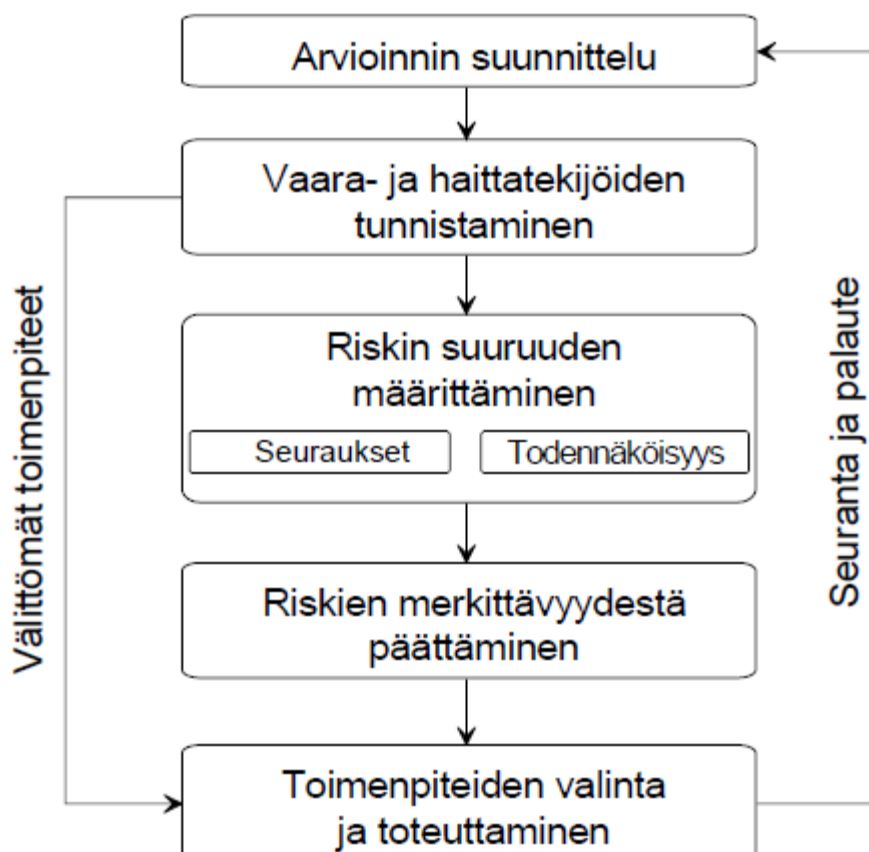 Arvioinnin suunnittelu
Vaara- ja haittatekijöiden
tunnistaminen
Riskin suuruuden
määrittäminen
Seuraukset
Todennäköisyys
Riskien merkittävyydestä
päättäminen
Toimenpiteiden valinta
ja toteuttaminen
Välittömät toimenpiteet
Seuranta ja palaute